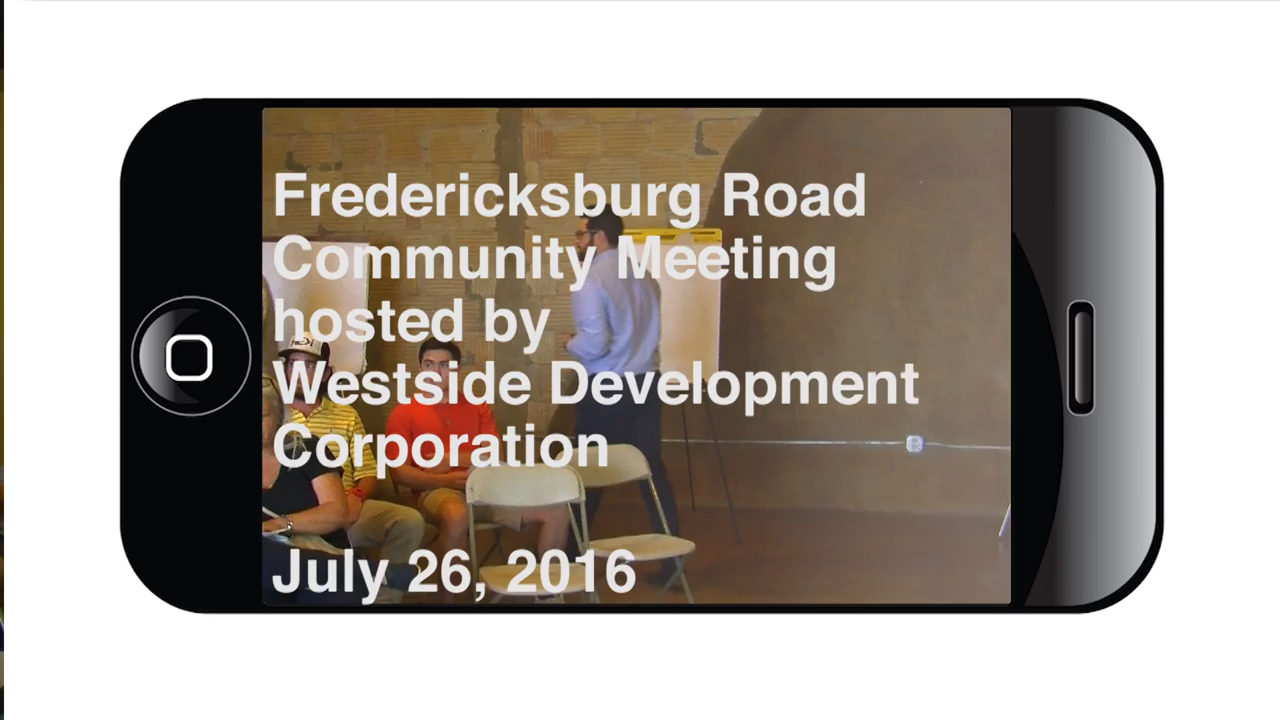 Fredericksburg Road
Community Meeting
hosted by
Westside Development
Corporation
July 26, 2016